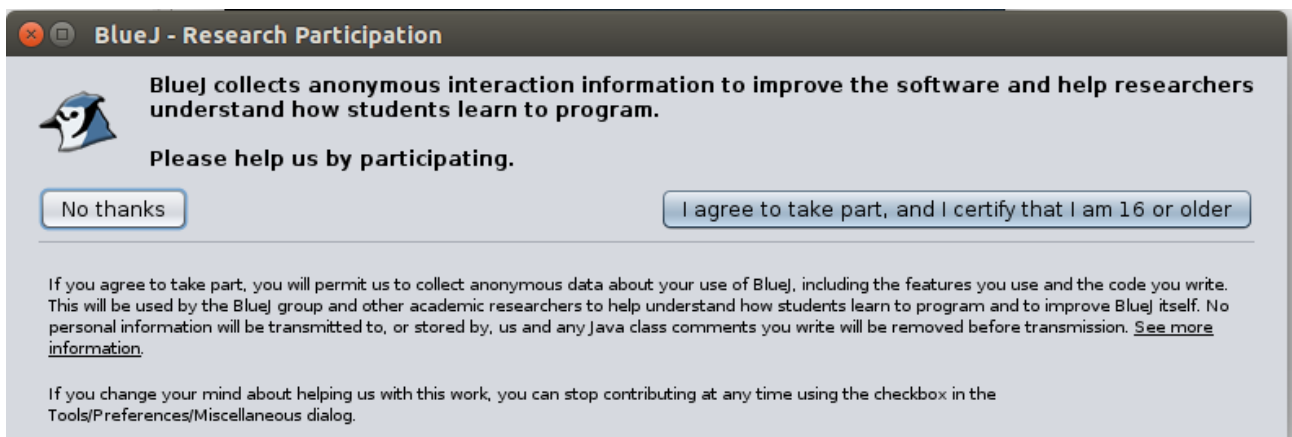 BlueJ - Research Participation
BlueJ collects anonymous interaction information to improve the software and help researchers
understand how students learn to program.
Please help us by participating.
No thanks
I agree to take part, and I certify that I am 16 or older
If you agree to take part, you will permit us to collect anonymous data about your use of BlueJ, including the features you use and the code you write.
This will be used by the BlueJ group and other academic researchers to help understand how students learn to program and to improve BlueJ itself. No
personal information will be transmitted to, or stored by, us and any Java class comments you write will be removed before transmission. See more
information.
If you change your mind about helping us with this work, you can stop contributing at any time using the checkbox in the
Tools/Preferences/Miscellaneous dialog.